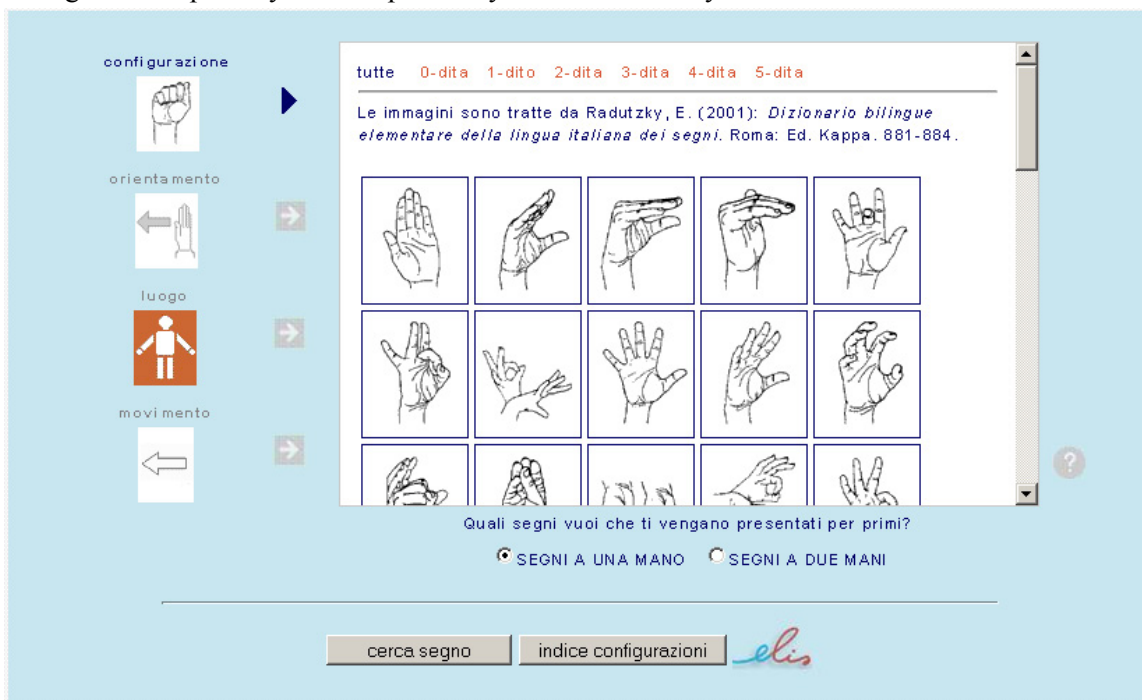 configurazione
tutte 0-dita 1-dito 2-dita 3-dita 4-dita 5-dita
Le immagini sono tratte da Radutzky, E. (2001): Dizionario bilingue
elementare della lingua italiana dei segni. Roma: Ed. Kappa. 881-884.
orientamento
luogo
movimento
?
Quali segni vuoi che ti vengano presentati per primi?
SEGNI A UNA MANO SEGNI A DUE MANI
cerca segno indice configurazioni elis